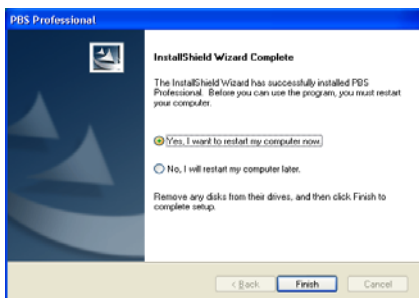 PBS Professional
InstallShield Wizard Complete
The InstallShield Wizard has successfully installed PBS
Professional. Before you can use the program, you must restart
your computer.
Yes, I want to restart my computer now.
No, I will restart my computer later.
Remove any disks from their drives, and then click Finish to
complete setup.
< Back Finish Cancel